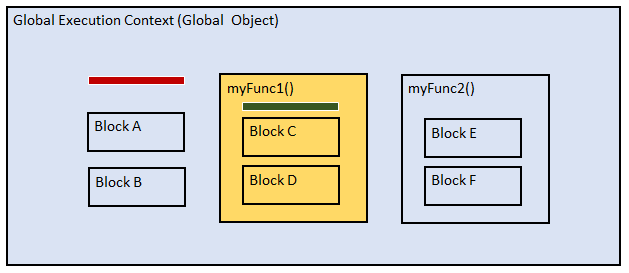 Global Execution Context (Global  Object)
myFunc1()
myFunc2()
Block A
Block B
Block C
Block D
Block E
Block F